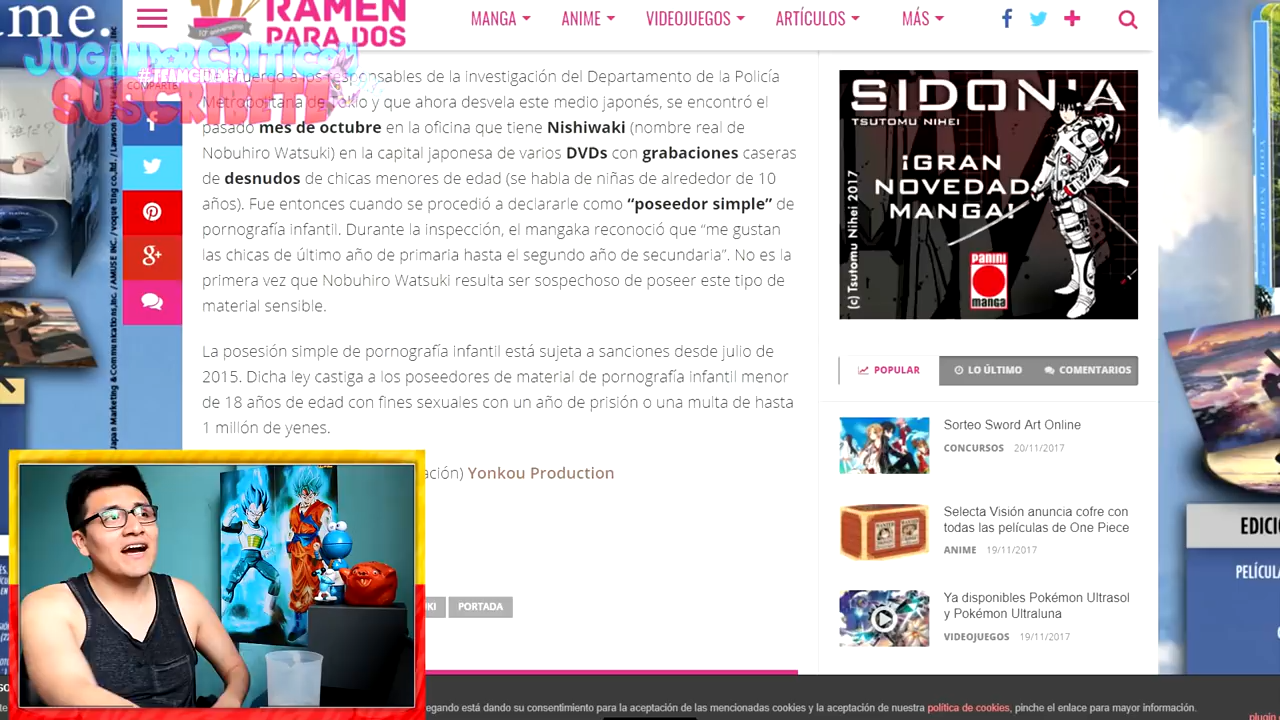 ame.
RAMEN
PARA DOS
10º aniversario
MANGA
ANIME
VIDEOJUEGOS
ARTÍCULOS
MÁS
JUGANDORCRITICO
SUSCRIBETE
COMPARTE
responsables de la investigación del Departamento de la Policía
Metropolitana de Tokio y que ahora desvela este medio japonés, se encontró el
pasado mes de octubre en la oficina que tiene Nishiwaki (nombre real de
Nobuhiro Watsuki) en la capital japonesa de varios DVDs con grabaciones caseras
de desnudos de chicas menores de edad (se habla de niñas de alrededor de 10
años). Fue entonces cuando se procedió a declararle como “poseedor simple” de
pornografía infantil. Durante la inspección, el mangaka reconoció que “me gustan
las chicas de último año de primaria hasta el segundo año de secundaria”. No es la
primera vez que Nobuhiro Watsuki resulta ser sospechoso de poseer este tipo de
material sensible.
La posesión simple de pornografía infantil está sujeta a sanciones desde julio de
2015. Dicha ley castiga a los poseedores de material de pornografía infantil menor
de 18 años de edad con fines sexuales con un año de prisión o una multa de hasta
1 millón de yenes.
ación) Yonkou Production
KI
PORTADA
SIDONIA
TSUTOMU NIHEI
¡GRAN
NOVEDAD
MANGA!
PANINI
manga
(c) Tsutomu Nihei 2017
POPULAR
LO ÚLTIMO
COMENTARIOS
Sorteo Sword Art Online
CONCURSOS 20/11/2017
Selecta Visión anuncia cofre con
todas las películas de One Piece
ANIME 19/11/2017
Ya disponibles Pokémon Ultrasol
y Pokémon Ultraluna
VIDEOJUEGOS 19/11/2017
EDICI
PELÍCUL
egando está dando su consentimiento para la aceptación de las mencionadas cookies y la aceptación de nuestra política de cookies, pinche el enlace para mayor información.
plugin